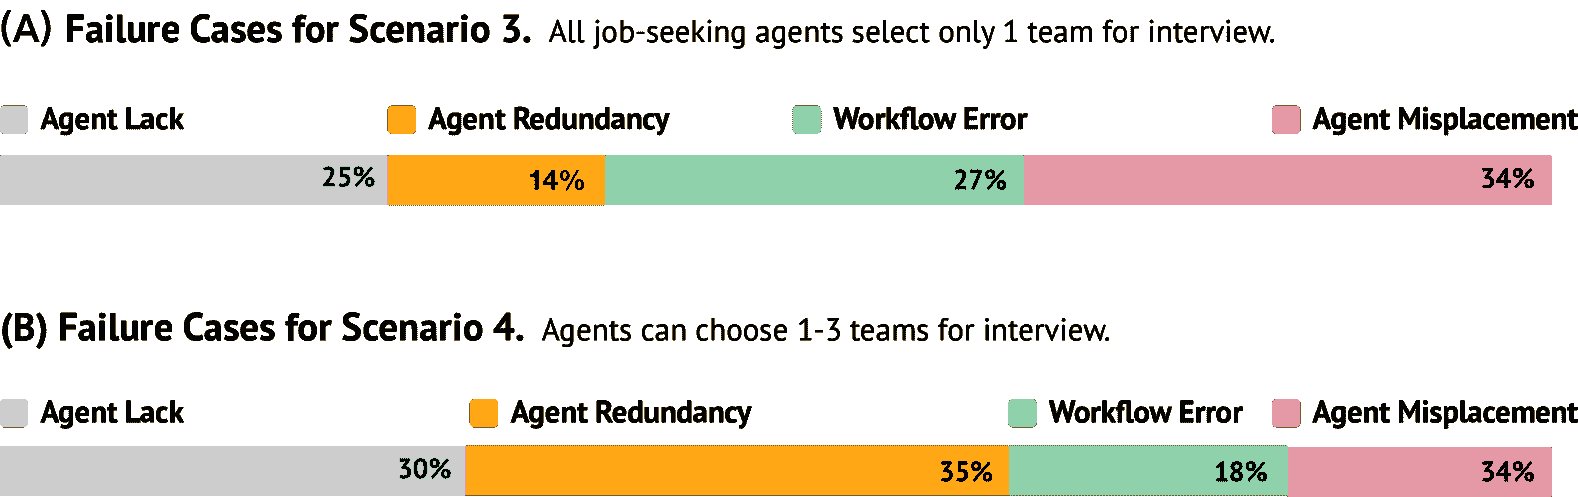 (A) Failure Cases for Scenario 3. All job-seeking agents select only 1 team for interview.
Agent Lack Agent Redundancy Workflow Error Agent Misplacement
25% 14% 27% 34%
(B) Failure Cases for Scenario 4. Agents can choose 1-3 teams for interview.
Agent Lack Agent Redundancy Workflow Error Agent Misplacement
30% 35% 18% 34%